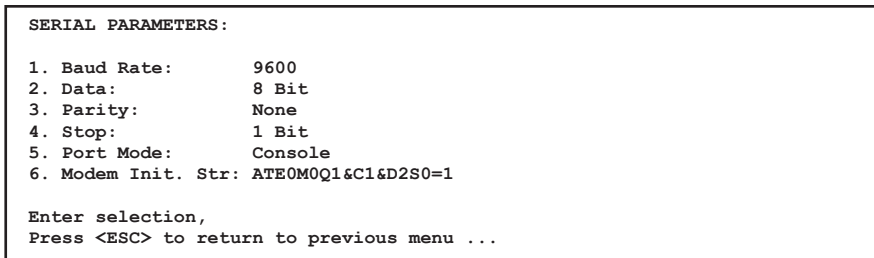 SERIAL PARAMETERS:
1. Baud Rate: 9600
2. Data: 8 Bit
3. Parity: None
4. Stop: 1 Bit
5. Port Mode: Console
6. Modem Init. Str: ATE0M0Q1&C1&D2S0=1
Enter selection,
Press <ESC> to return to previous menu ...